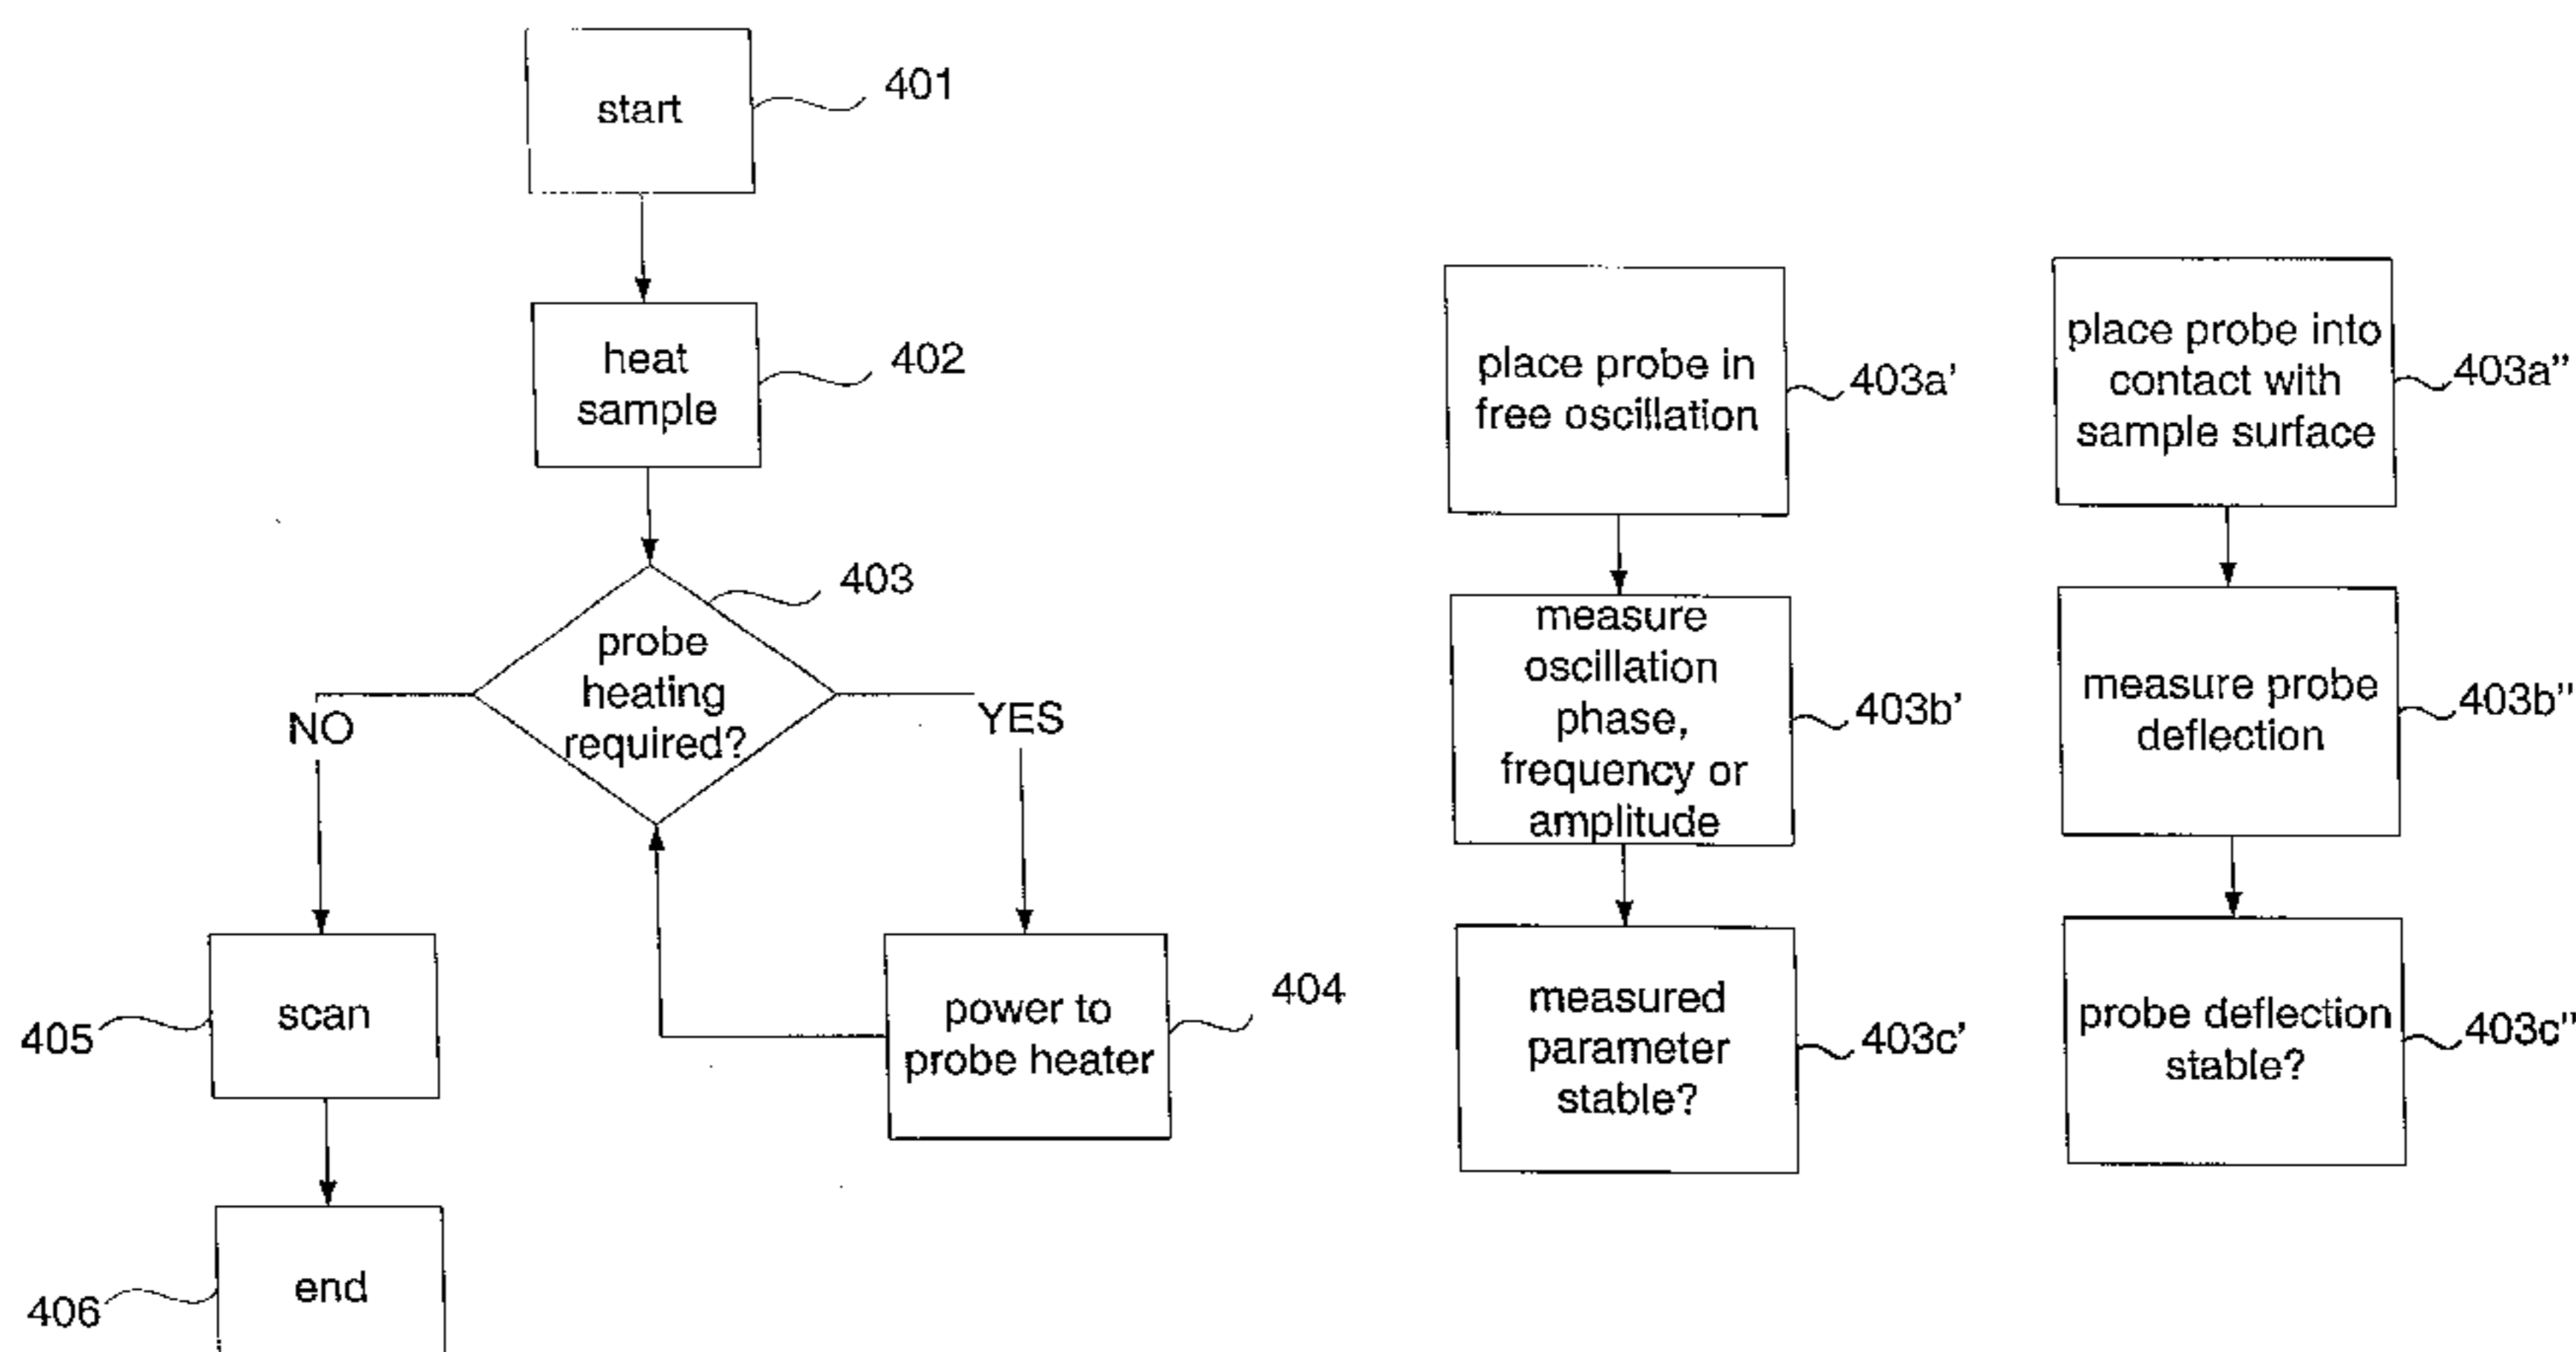 start
401
heat
sample
402
probe
heating
required?
403
NO
YES
scan
405
power to
probe heater
404
end
406
place probe in
free oscillation
403a'
measure
oscillation
phase,
frequency or
amplitude
403b'
measured
parameter
stable?
403c'
place probe into
contact with
sample surface
403a"
measure probe
deflection
403b"
probe deflection
stable?
403c"